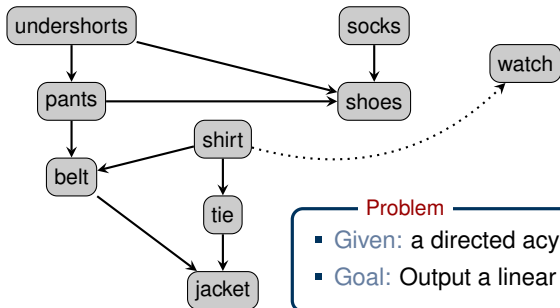 undershorts
socks
watch
pants
shoes
shirt
belt
tie
jacket
Problem
Given: a directed acy
Goal: Output a linear